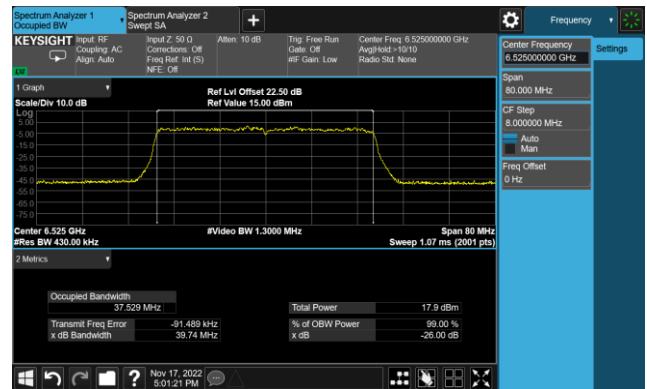 Spectrum Analyzer 1
Occupied BW
Spectrum Analyzer 2
Swept SA
Frequency
KEYSIGHT
Input: RF
Coupling: AC
Align: Auto
Input Z: 50 Ω
Corrections: Off
Freq Ref: Int (S)
NFE: Off
Atten: 10 dB
Trig: Free Run
Gate: Off
#IF Gain: Low
Center Freq: 6.525000000 GHz
Avg|Hold:>10/10
Radio Std: None
Center Frequency
6.525000000 GHz
Settings
Span
80.000 MHz
CF Step
8.000000 MHz
Auto
Man
Freq Offset
0 Hz
1 Graph
Scale/Div 10.0 dB
Ref Lvl Offset 22.50 dB
Ref Value 15.00 dBm
Log
5.00
-5.00
-15.0
-25.0
-35.0
-45.0
-55.0
-65.0
-75.0
Center 6.525 GHz
#Res BW 430.00 kHz
#Video BW 1.3000 MHz
Span 80 MHz
Sweep 1.07 ms (2001 pts)
2 Metrics
Occupied Bandwidth
37.529 MHz
Total Power 17.9 dBm
Transmit Freq Error -91.489 kHz
% of OBW Power 99.00 %
x dB Bandwidth 39.74 MHz
x dB -26.00 dB
?
Nov 17, 2022
5:01:21 PM